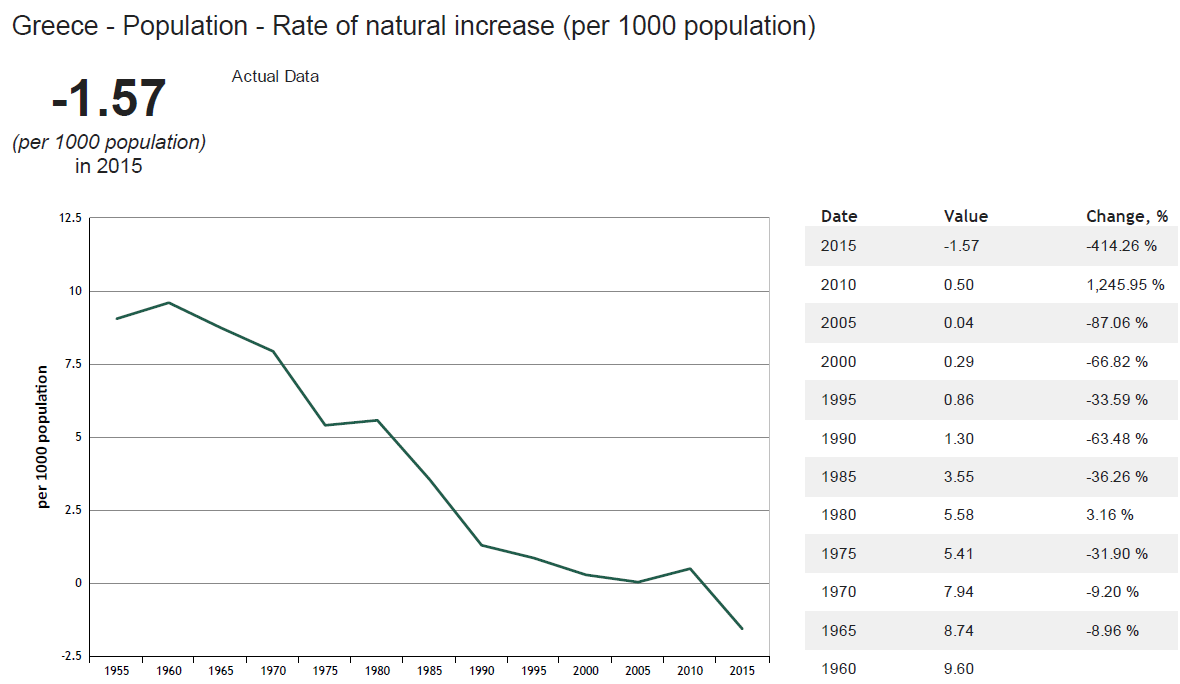 Greece - Population - Rate of natural increase (per 1000 population)
-1.57
Actual Data
(per 1000 population)
in 2015
per 1000 population
12.5
10
7.5
5
2.5
0
-2.5
1955 1960 1965 1970 1975 1980 1985 1990 1995 2000 2005 2010 2015
Date Value Change, %
2015 -1.57 -414.26 %
2010 0.50 1,245.95 %
2005 0.04 -87.06 %
2000 0.29 -66.82 %
1995 0.86 -33.59 %
1990 1.30 -63.48 %
1985 3.55 -36.26 %
1980 5.58 3.16 %
1975 5.41 -31.90 %
1970 7.94 -9.20 %
1965 8.74 -8.96 %
1960 9.60